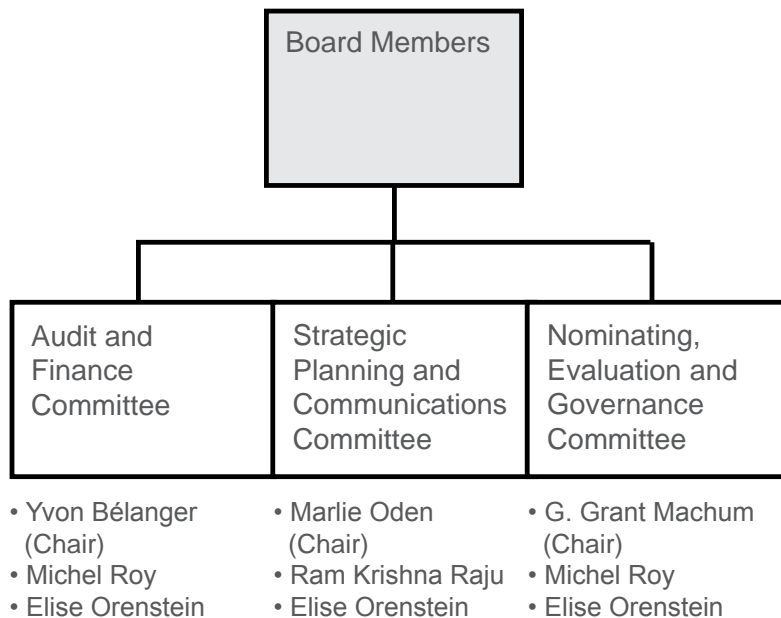 Board Members
Audit and
Finance
Committee
Strategic
Planning and
Communications
Committee
Nominating,
Evaluation and
Governance
Committee
• Yvon Bélanger
(Chair)
• Michel Roy
• Elise Orenstein
• Marlie Oden
(Chair)
• Ram Krishna Raju
• Elise Orenstein
• G. Grant Machum
(Chair)
• Michel Roy
• Elise Orenstein